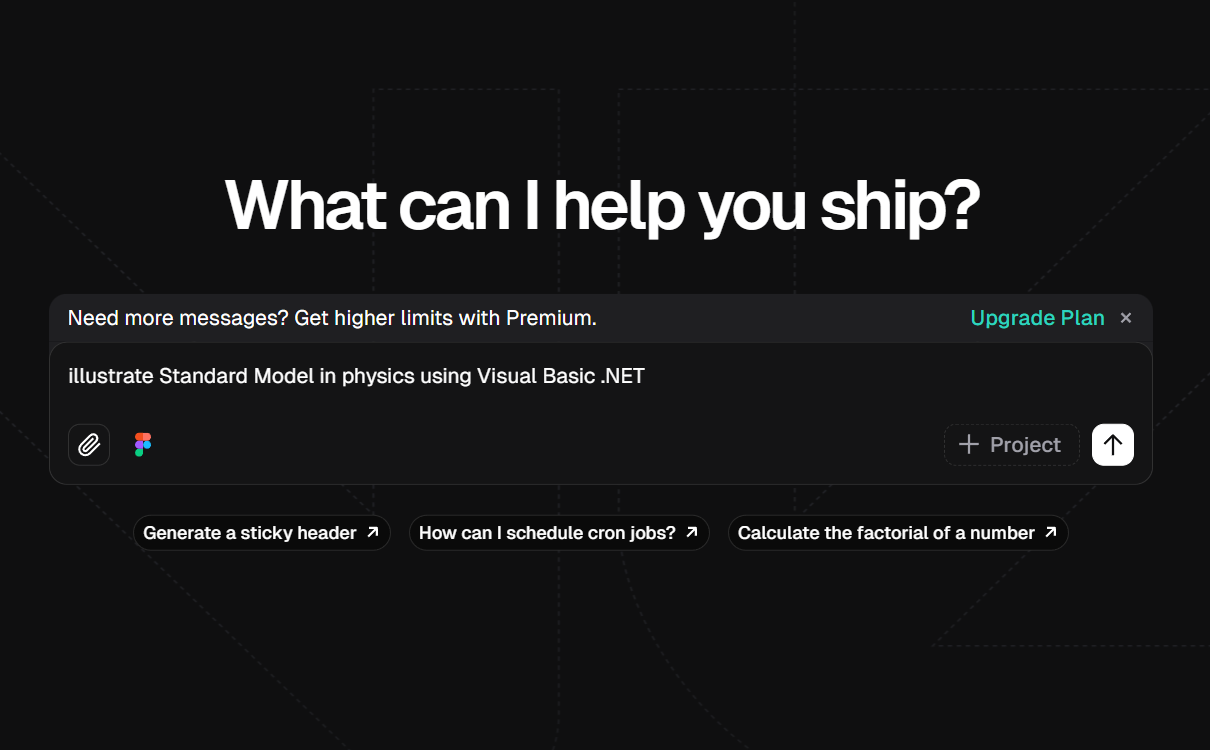 What can I help you ship?
Need more messages? Get higher limits with Premium.
Upgrade Plan ×
illustrate Standard Model in physics using Visual Basic .NET
Project
Generate a sticky header
How can I schedule cron jobs?
Calculate the factorial of a number